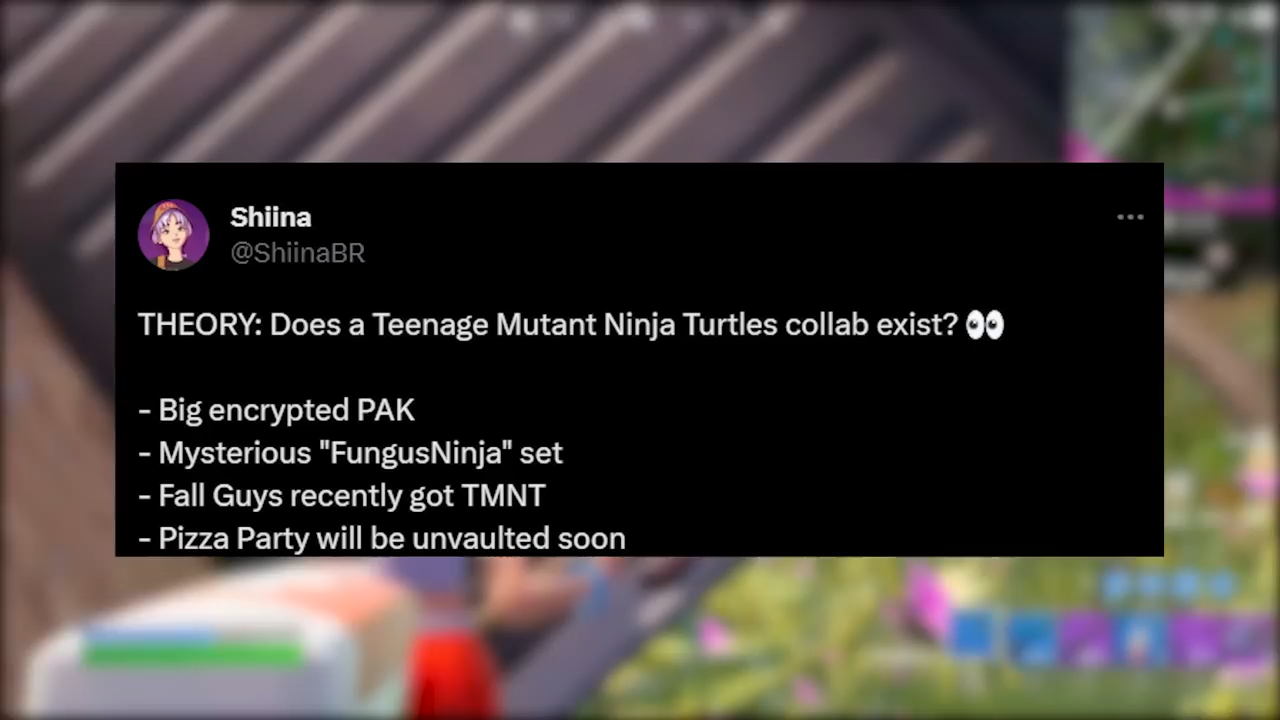 Shiina
@ShiinaBR
THEORY: Does a Teenage Mutant Ninja Turtles collab exist? 👀
- Big encrypted PAK
- Mysterious "FungusNinja" set
- Fall Guys recently got TMNT
- Pizza Party will be unvaulted soon